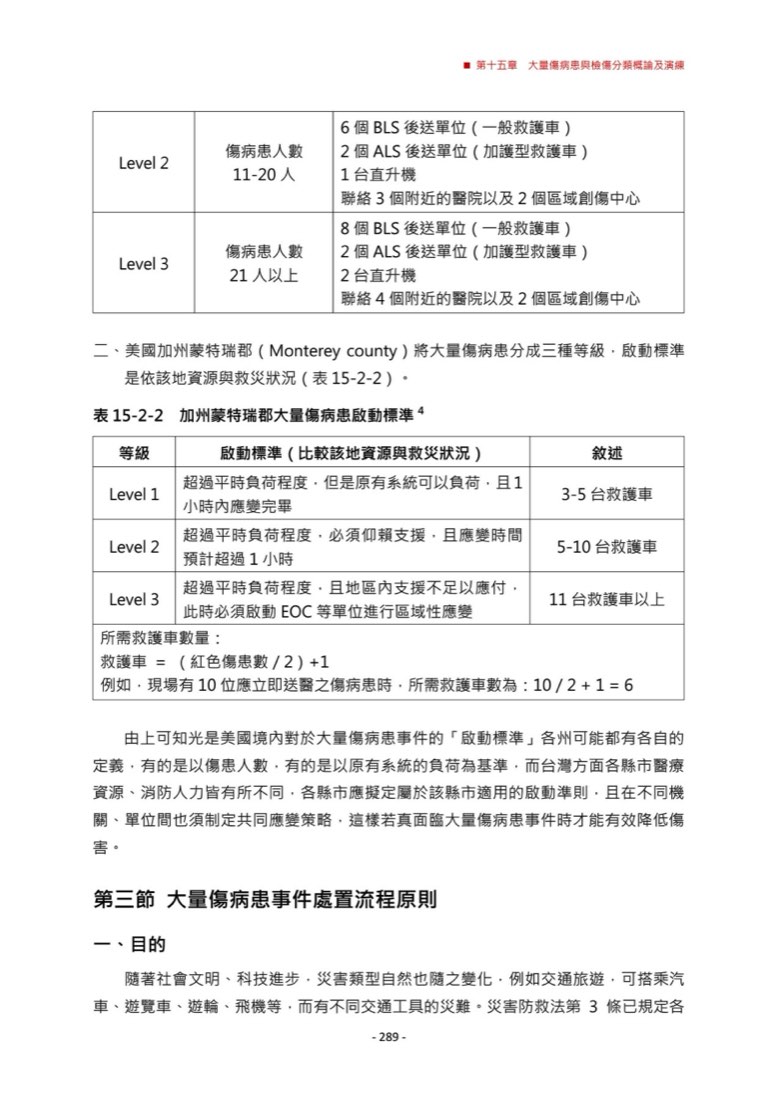 ■ 第十五章　大量傷病患與檢傷分類概論及演練
Level 2
傷病患人數
11-20 人
6 個 BLS 後送單位（一般救護車）
2 個 ALS 後送單位（加護型救護車）
1 台直升機
聯絡 3 個附近的醫院以及 2 個區域創傷中心
Level 3
傷病患人數
21 人以上
8 個 BLS 後送單位（一般救護車）
2 個 ALS 後送單位（加護型救護車）
2 台直升機
聯絡 4 個附近的醫院以及 2 個區域創傷中心
二、美國加州蒙特瑞郡（Monterey county）將大量傷病患分成三種等級，啟動標準
是依該地資源與救災狀況（表 15-2-2）。
表 15-2-2　加州蒙特瑞郡大量傷病患啟動標準 4
等級
啟動標準（比較該地資源與救災狀況）
敘述
Level 1
超過平時負荷程度，但是原有系統可以負荷，且 1
小時內應變完畢
3-5 台救護車
Level 2
超過平時負荷程度，必須仰賴支援，且應變時間
預計超過 1 小時
5-10 台救護車
Level 3
超過平時負荷程度，且地區內支援不足以應付，
此時必須啟動 EOC 等單位進行區域性應變
11 台救護車以上
所需救護車數量：
救護車 = （紅色傷患數 / 2）+1
例如，現場有 10 位應立即送醫之傷病患時，所需救護車數為：10 / 2 + 1 = 6
由上可知光是美國境內對於大量傷病患事件的「啟動標準」各州可能都有各自的
定義，有的是以傷患人數，有的是以原有系統的負荷為基準，而台灣方面各縣市醫療
資源、消防人力皆有所不同，各縣市應擬定屬於該縣市適用的啟動準則，且在不同機
關、單位間也須制定共同應變策略，這樣若真面臨大量傷病患事件時才能有效降低傷
害。
第三節 大量傷病患事件處置流程原則
一、目的
隨著社會文明、科技進步，災害類型自然也隨之變化，例如交通旅遊，可搭乘汽
車、遊覽車、遊輪、飛機等，而有不同交通工具的災難。災害防救法第 3 條已規定各
- 289 -